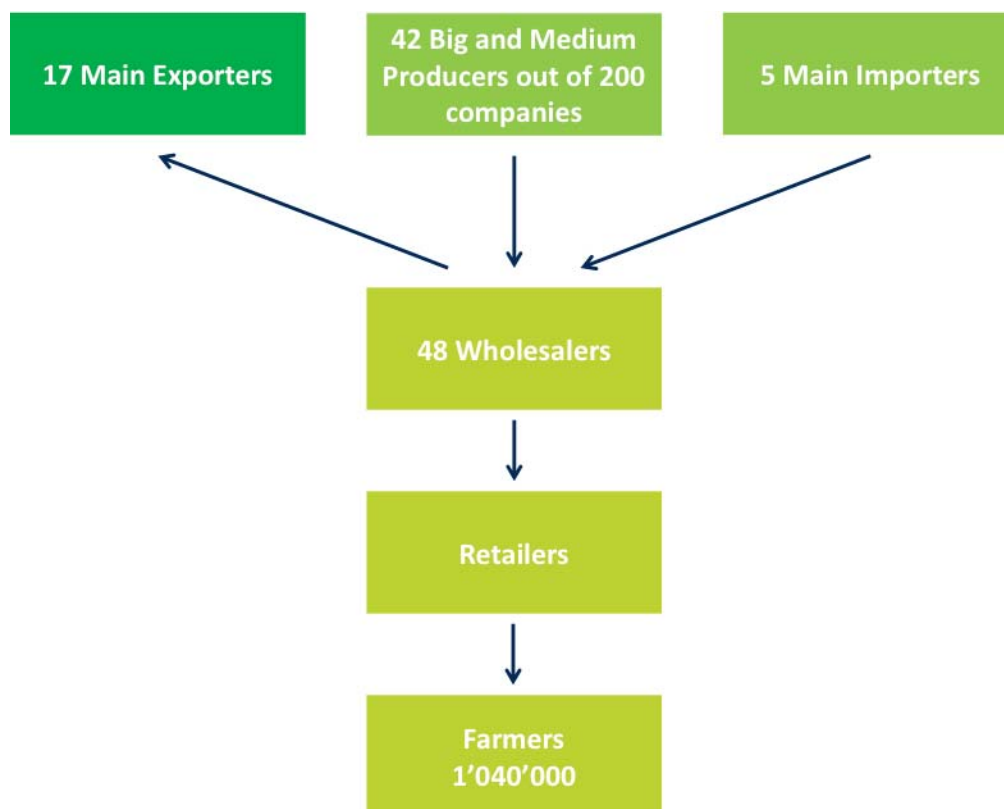 17 Main Exporters
42 Big and Medium
Producers out of 200
companies
5 Main Importers
48 Wholesalers
Retailers
Farmers
1’040’000